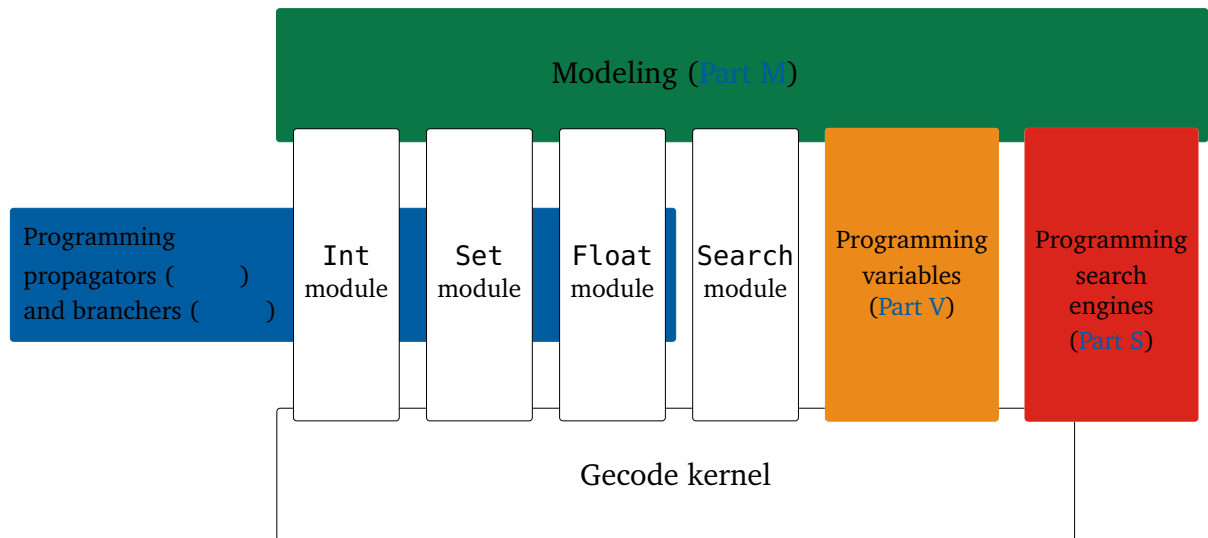 Modeling (Part M)
Programming
propagators ( )
and branchers ( )
Int
module
Set
module
Float
module
Search
module
Programming
variables
(Part V)
Programming
search
engines
(Part S)
Gecode kernel